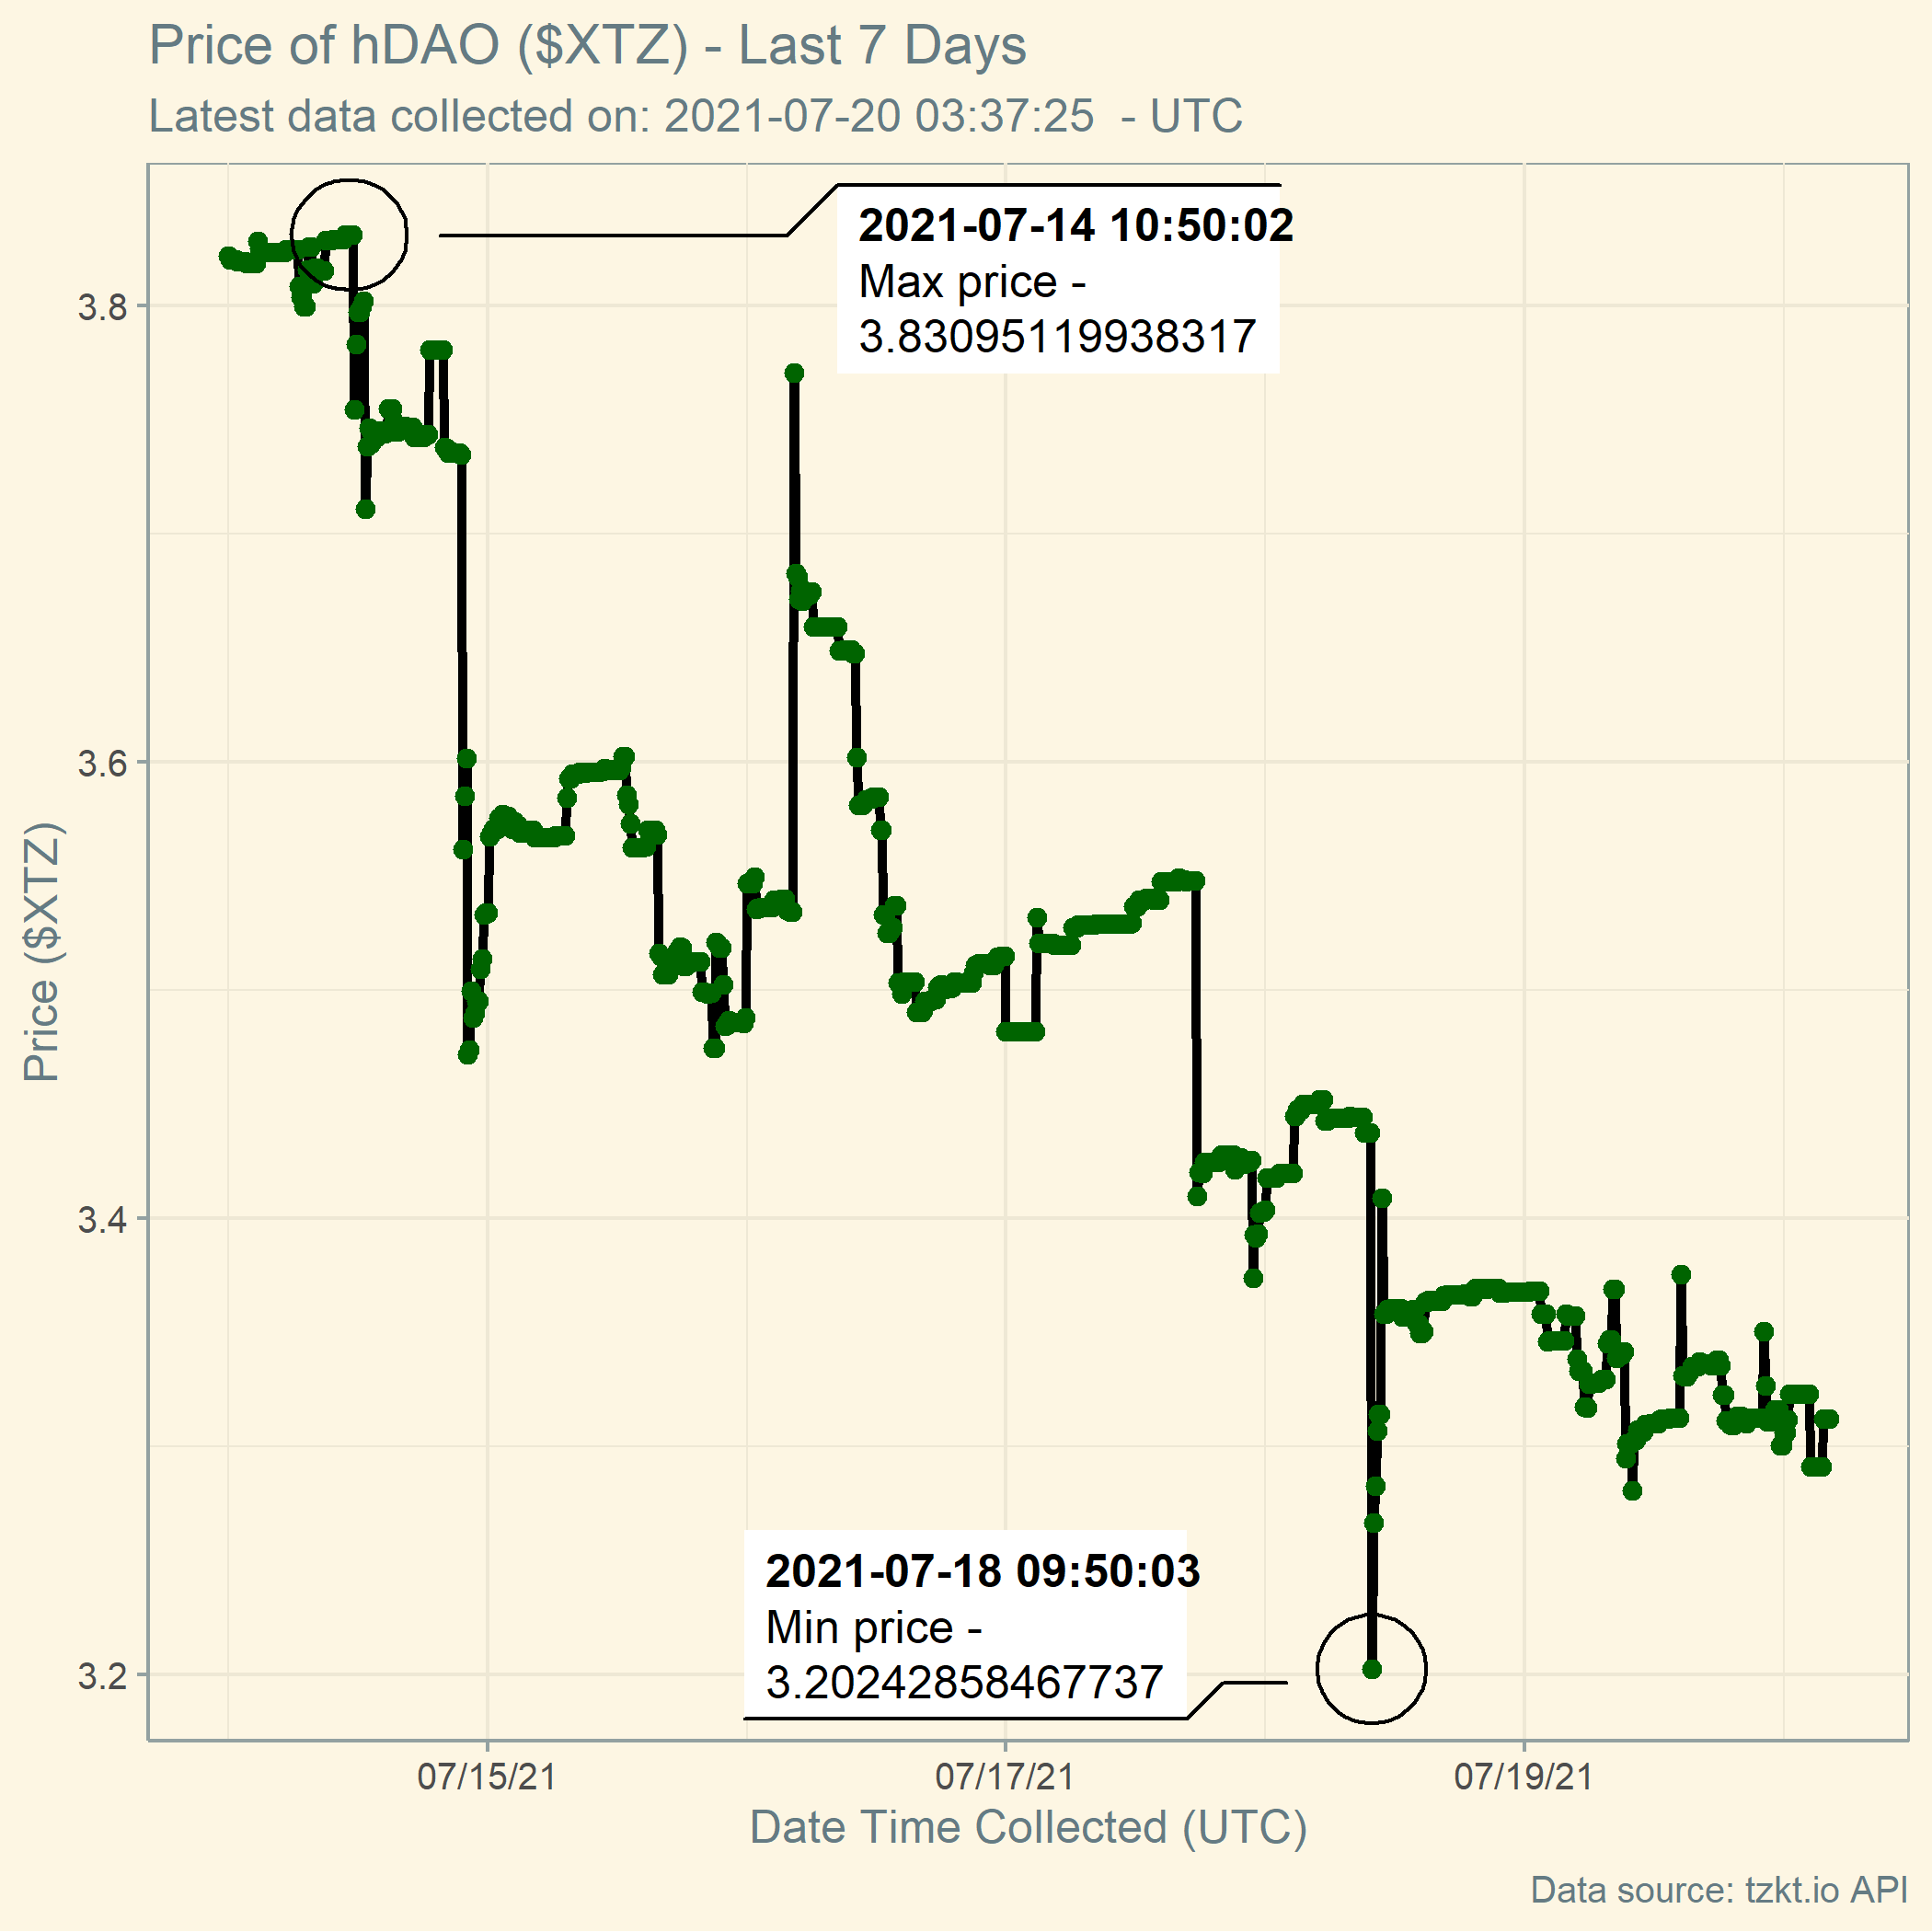 Price of hDAO ($XTZ) - Last 7 Days
Latest data collected on: 2021-07-20 03:37:25  - UTC
2021-07-14 10:50:02
Max price -
3.83095119938317
3.8
3.6
3.4
3.2
Price ($XTZ)
2021-07-18 09:50:03
Min price -
3.20242858467737
07/15/21
07/17/21
07/19/21
Date Time Collected (UTC)
Data source: tzkt.io API